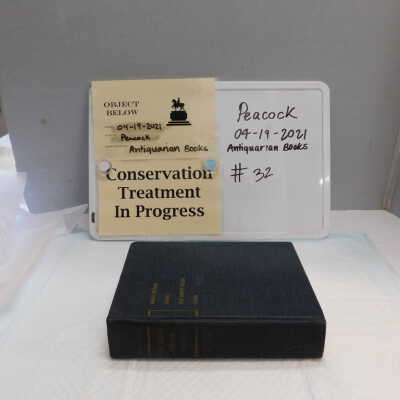 OBJECT
BELOW
04-19-2021
Peacock
Antiquarian Books
Conservation
Treatment
In Progress
Peacock
04-19-2021
Antiquarian Books
# 32